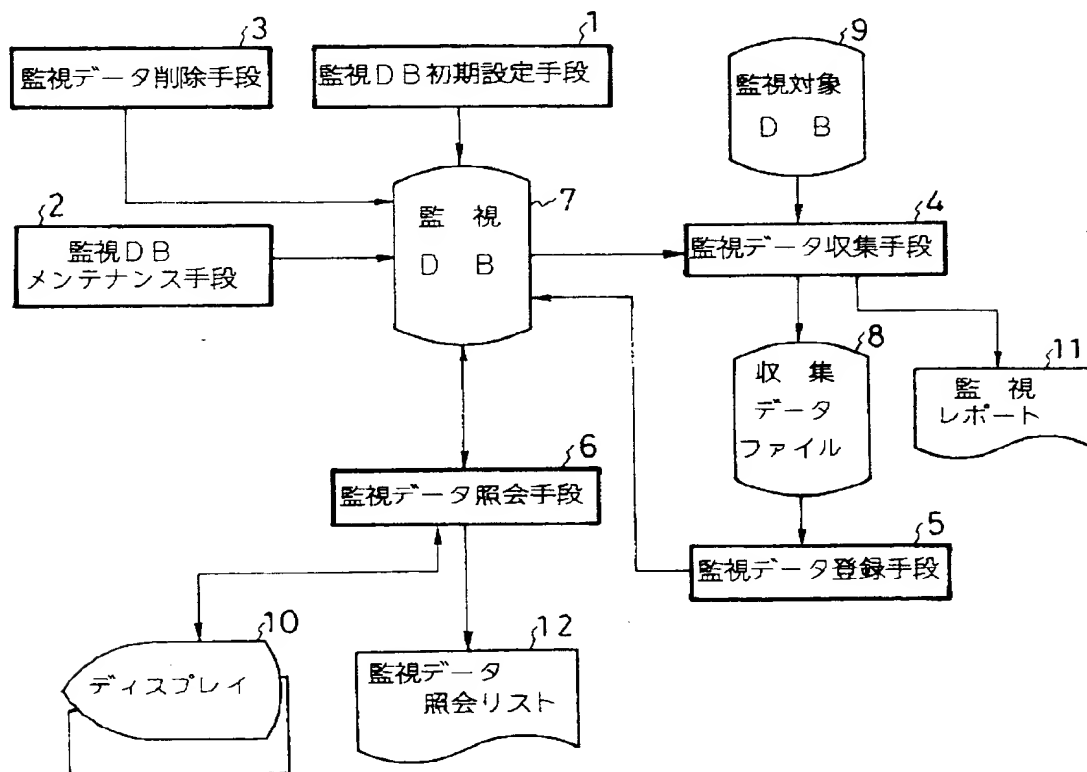 3
監視データ削除手段
1
監視DB初期設定手段
9
監視対象
D B
2
監視DB
メンテナンス手段
7
監視
D B
4
監視データ収集手段
8
収集
データ
ファイル
11
監視
レポート
6
監視データ照会手段
5
監視データ登録手段
10
ディスプレイ
12
監視データ
照会リスト